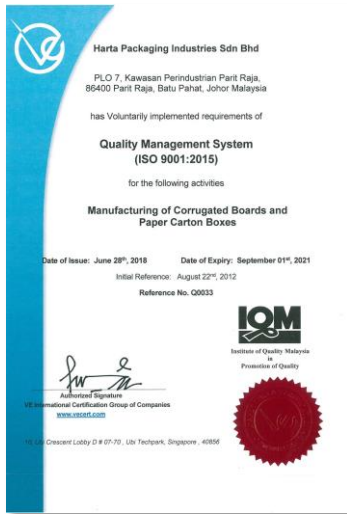 Harta Packaging Industries Sdn Bhd
PLO 7, Kawasan Perindustrian Parit Raja,
86400 Parit Raja, Batu Pahat, Johor Malaysia
has Voluntarily implemented requirements of
Quality Management System
(ISO 9001:2015)
for the following activities
Manufacturing of Corrugated Boards and
Paper Carton Boxes
Date of Issue: June 28th, 2018 Date of Expiry: September 01st, 2021
Initial Reference: August 22nd, 2012
Reference No. Q0033
IQM
Institute of Quality Malaysia
in
Promotion of Quality
Authorized Signature
VE International Certification Group of Companies
www.vecert.com
Ubi Crescent Lobby D # 07-70 , Ubi Techpark, Singapore , 40856